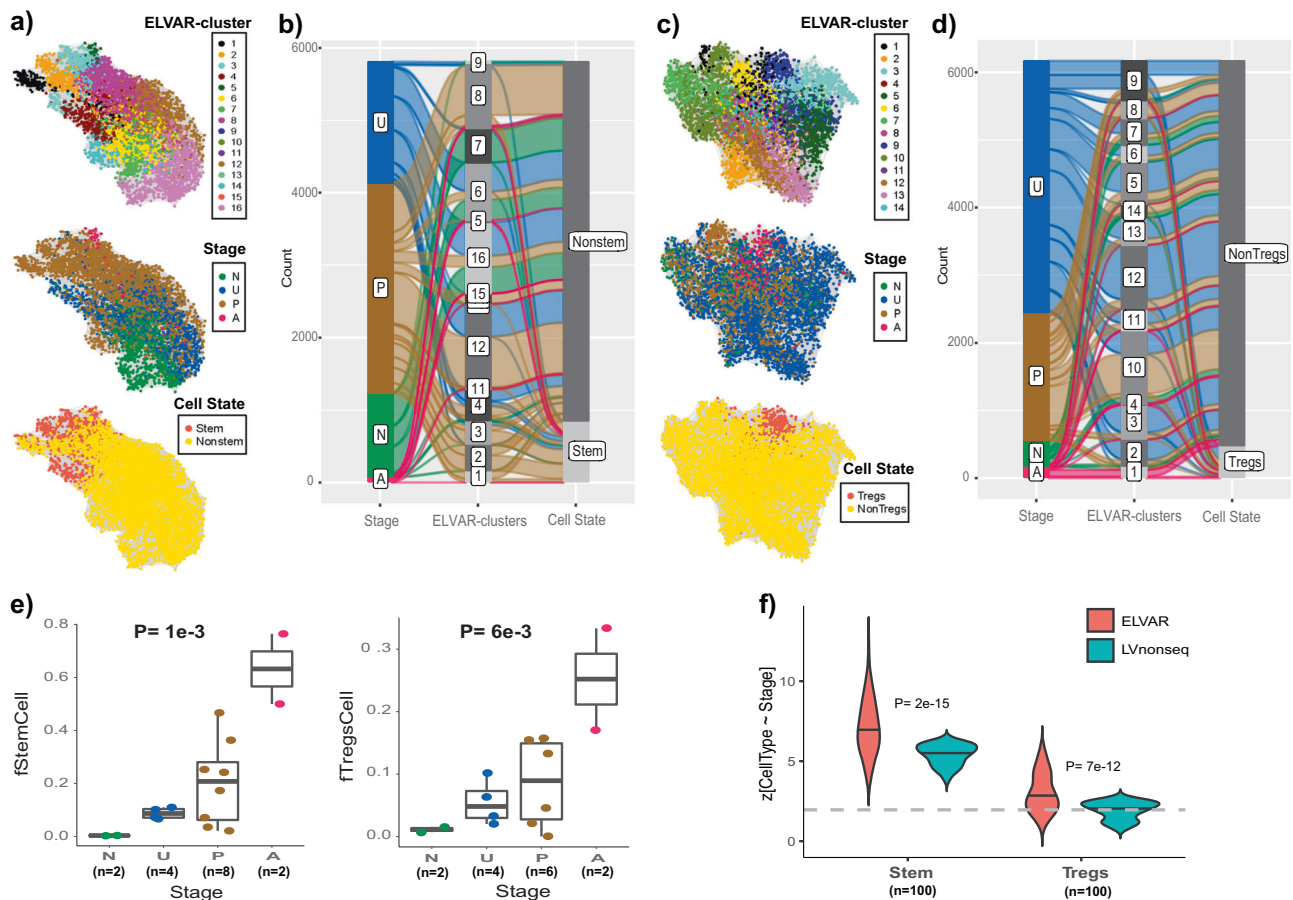 a)
ELVAR-cluster
1
2
3
4
5
6
7
8
9
10
11
12
13
14
15
16
Stage
N
U
P
A
Cell State
Stem
Nonstem
b)
6000
4000
2000
0
Count
U
P
N
A
9
8
7
6
5
16
15
12
11
4
3
2
1
Nonstem
Stem
Stage
ELVAR-clusters
Cell State
c)
ELVAR-cluster
1
2
3
4
5
6
7
8
9
10
11
12
13
14
Stage
N
U
P
A
Cell State
Tregs
NonTregs
d)
6000
4000
2000
0
Count
U
P
N
A
9
8
7
6
5
14
13
12
11
10
4
3
2
1
NonTregs
Tregs
Stage
ELVAR-clusters
Cell State
e)
P= 1e-3
fStemCell
0.6
0.4
0.2
0.0
N
U
P
A
(n=2)
(n=4)
(n=8)
(n=2)
Stage
P= 6e-3
fTregsCell
0 .3
0.2
0.1
0.0
N
U
P
A
(n=2)
(n=4)
(n=6)
(n=2)
Stage
f)
z[CellType ~ Stage]
10
5
0
ELVAR
LVnonseq
P= 2e-15
P= 7e-12
Stem
Tregs
(n=100)
(n=100)